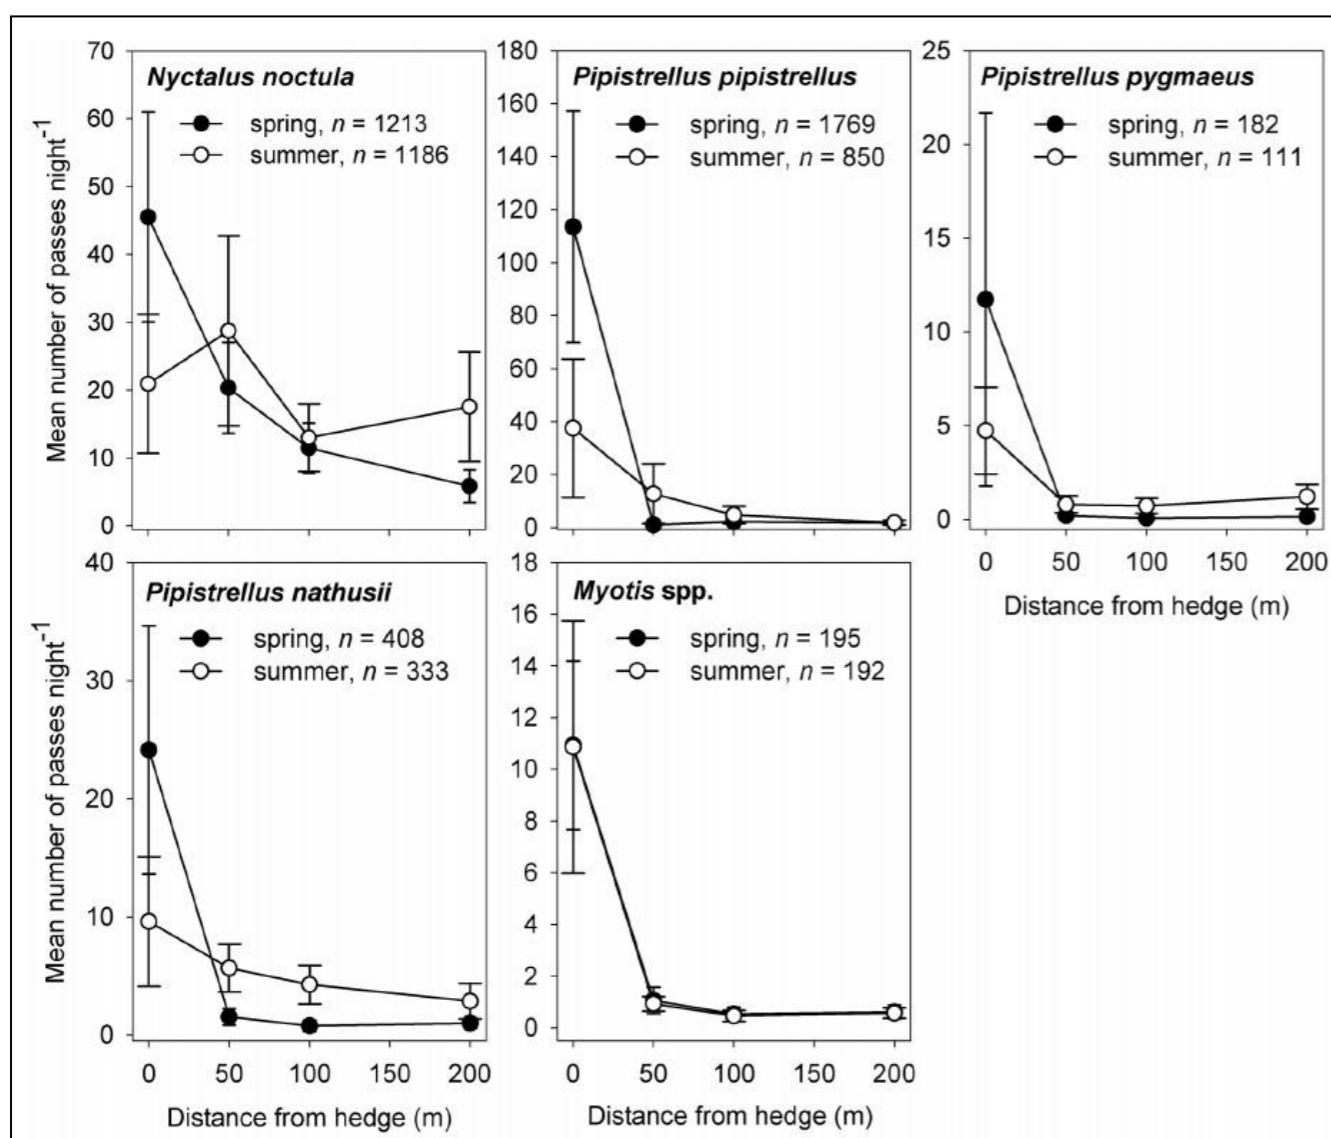 Nyctalus noctula
spring, n = 1213
summer, n = 1186
Mean number of passes night-1
70
60
50
40
30
20
10
0
Pipistrellus pipistrellus
spring, n = 1769
summer, n = 850
180
160
140
120
100
80
60
40
20
0
Pipistrellus pygmaeus
spring, n = 182
summer, n = 111
25
20
15
10
5
0
0 50 100 150 200
Distance from hedge (m)
Pipistrellus nathusii
spring, n = 408
summer, n = 333
Mean number of passes night-1
40
30
20
10
0
0 50 100 150 200
Distance from hedge (m)
Myotis spp.
spring, n = 195
summer, n = 192
18
16
14
12
10
8
6
4
2
0
0 50 100 150 200
Distance from hedge (m)